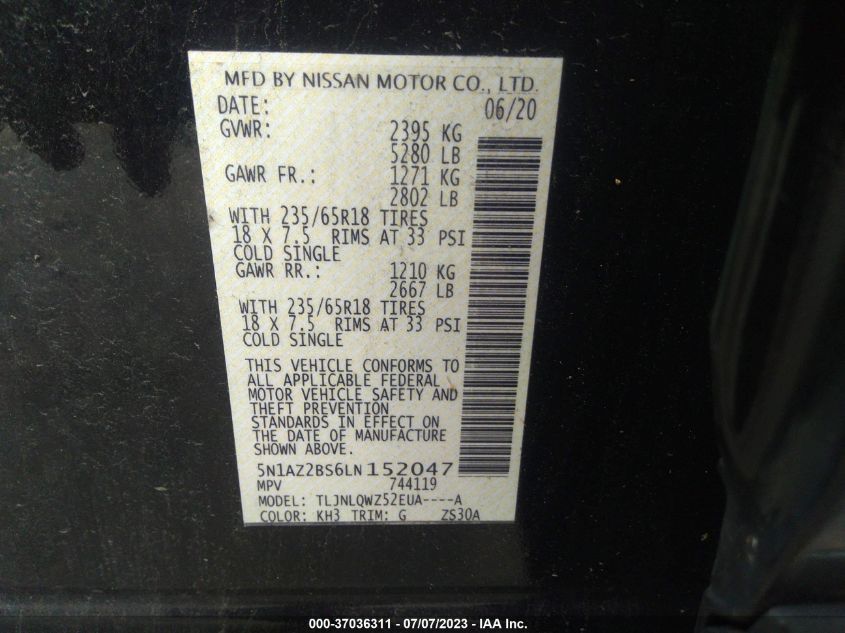 MFD BY NISSAN MOTOR CO., LTD.
DATE: 06/20
GVWR: 2395 KG
5280 LB
GAWR FR.: 1271 KG
2802 LB
WITH 235/65R18 TIRES
18 X 7.5 RIMS AT 33 PSI
COLD SINGLE
GAWR RR.: 1210 KG
2667 LB
WITH 235/65R18 TIRES
18 X 7.5 RIMS AT 33 PSI
COLD SINGLE
THIS VEHICLE CONFORMS TO
ALL APPLICABLE FEDERAL
MOTOR VEHICLE SAFETY AND
THEFT PREVENTION
STANDARDS IN EFFECT ON
THE DATE OF MANUFACTURE
SHOWN ABOVE.
5N1AZ2BS6LN152047
MPV 744119
MODEL: TLJNLQWZ52EUA----A
COLOR: KH3 TRIM: G ZS30A
000-37036311 - 07/07/2023 - IAA Inc.